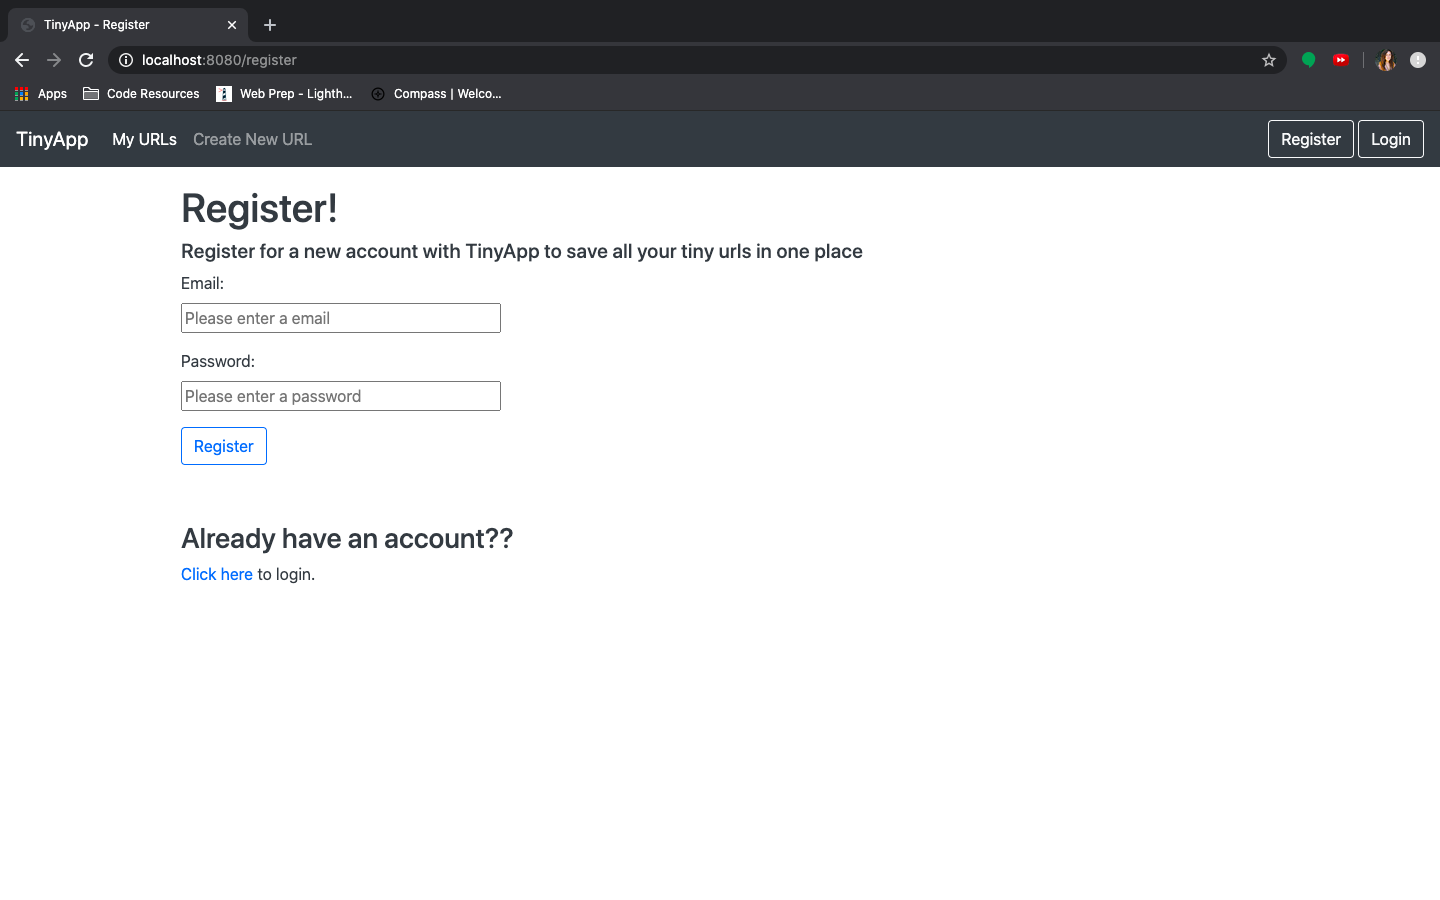 TinyApp - Register
localhost:8080/register
Apps Code Resources Web Prep - Lighth... Compass | Welco...
TinyApp My URLs Create New URL Register Login
Register!
Register for a new account with TinyApp to save all your tiny urls in one place
Email:
Please enter a email
Password:
Please enter a password
Register
Already have an account??
Click here to login.